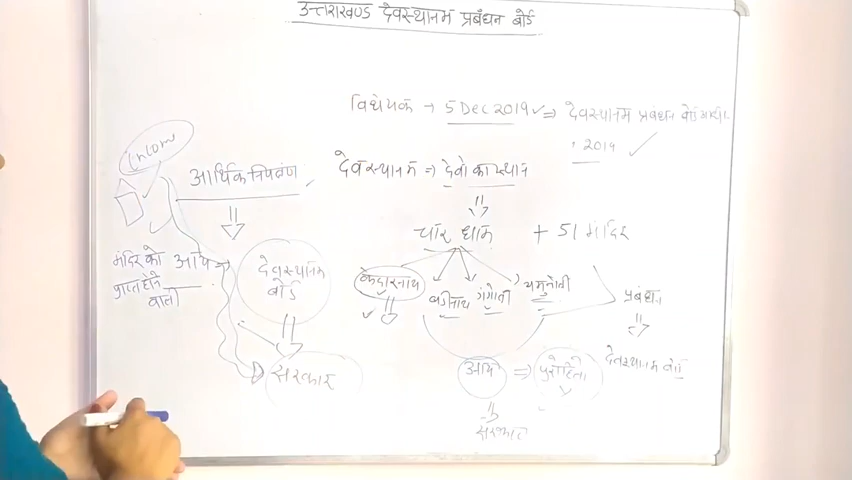 उत्तराखण्ड देवस्थानम प्रबंधन बोर्ड
विधेयक → 5 Dec 2019 ✓ ⇒ देवस्थानम प्रबंधन बोर्ड
2019 ✓
Income
आर्थिक नियंत्रण
देवस्थानम ⇒ देवो का स्थान
चार धाम + 51 मंदिर
मंदिर को आय
प्राप्त होने
वाली
देवस्थानम
बोर्ड
केदारनाथ
बद्रीनाथ
गंगोत्री
यमुनोत्री
प्रबंधन
देवस्थानम बोर्ड
सरकार
आय ⇒ पुरोहितो
सरकार